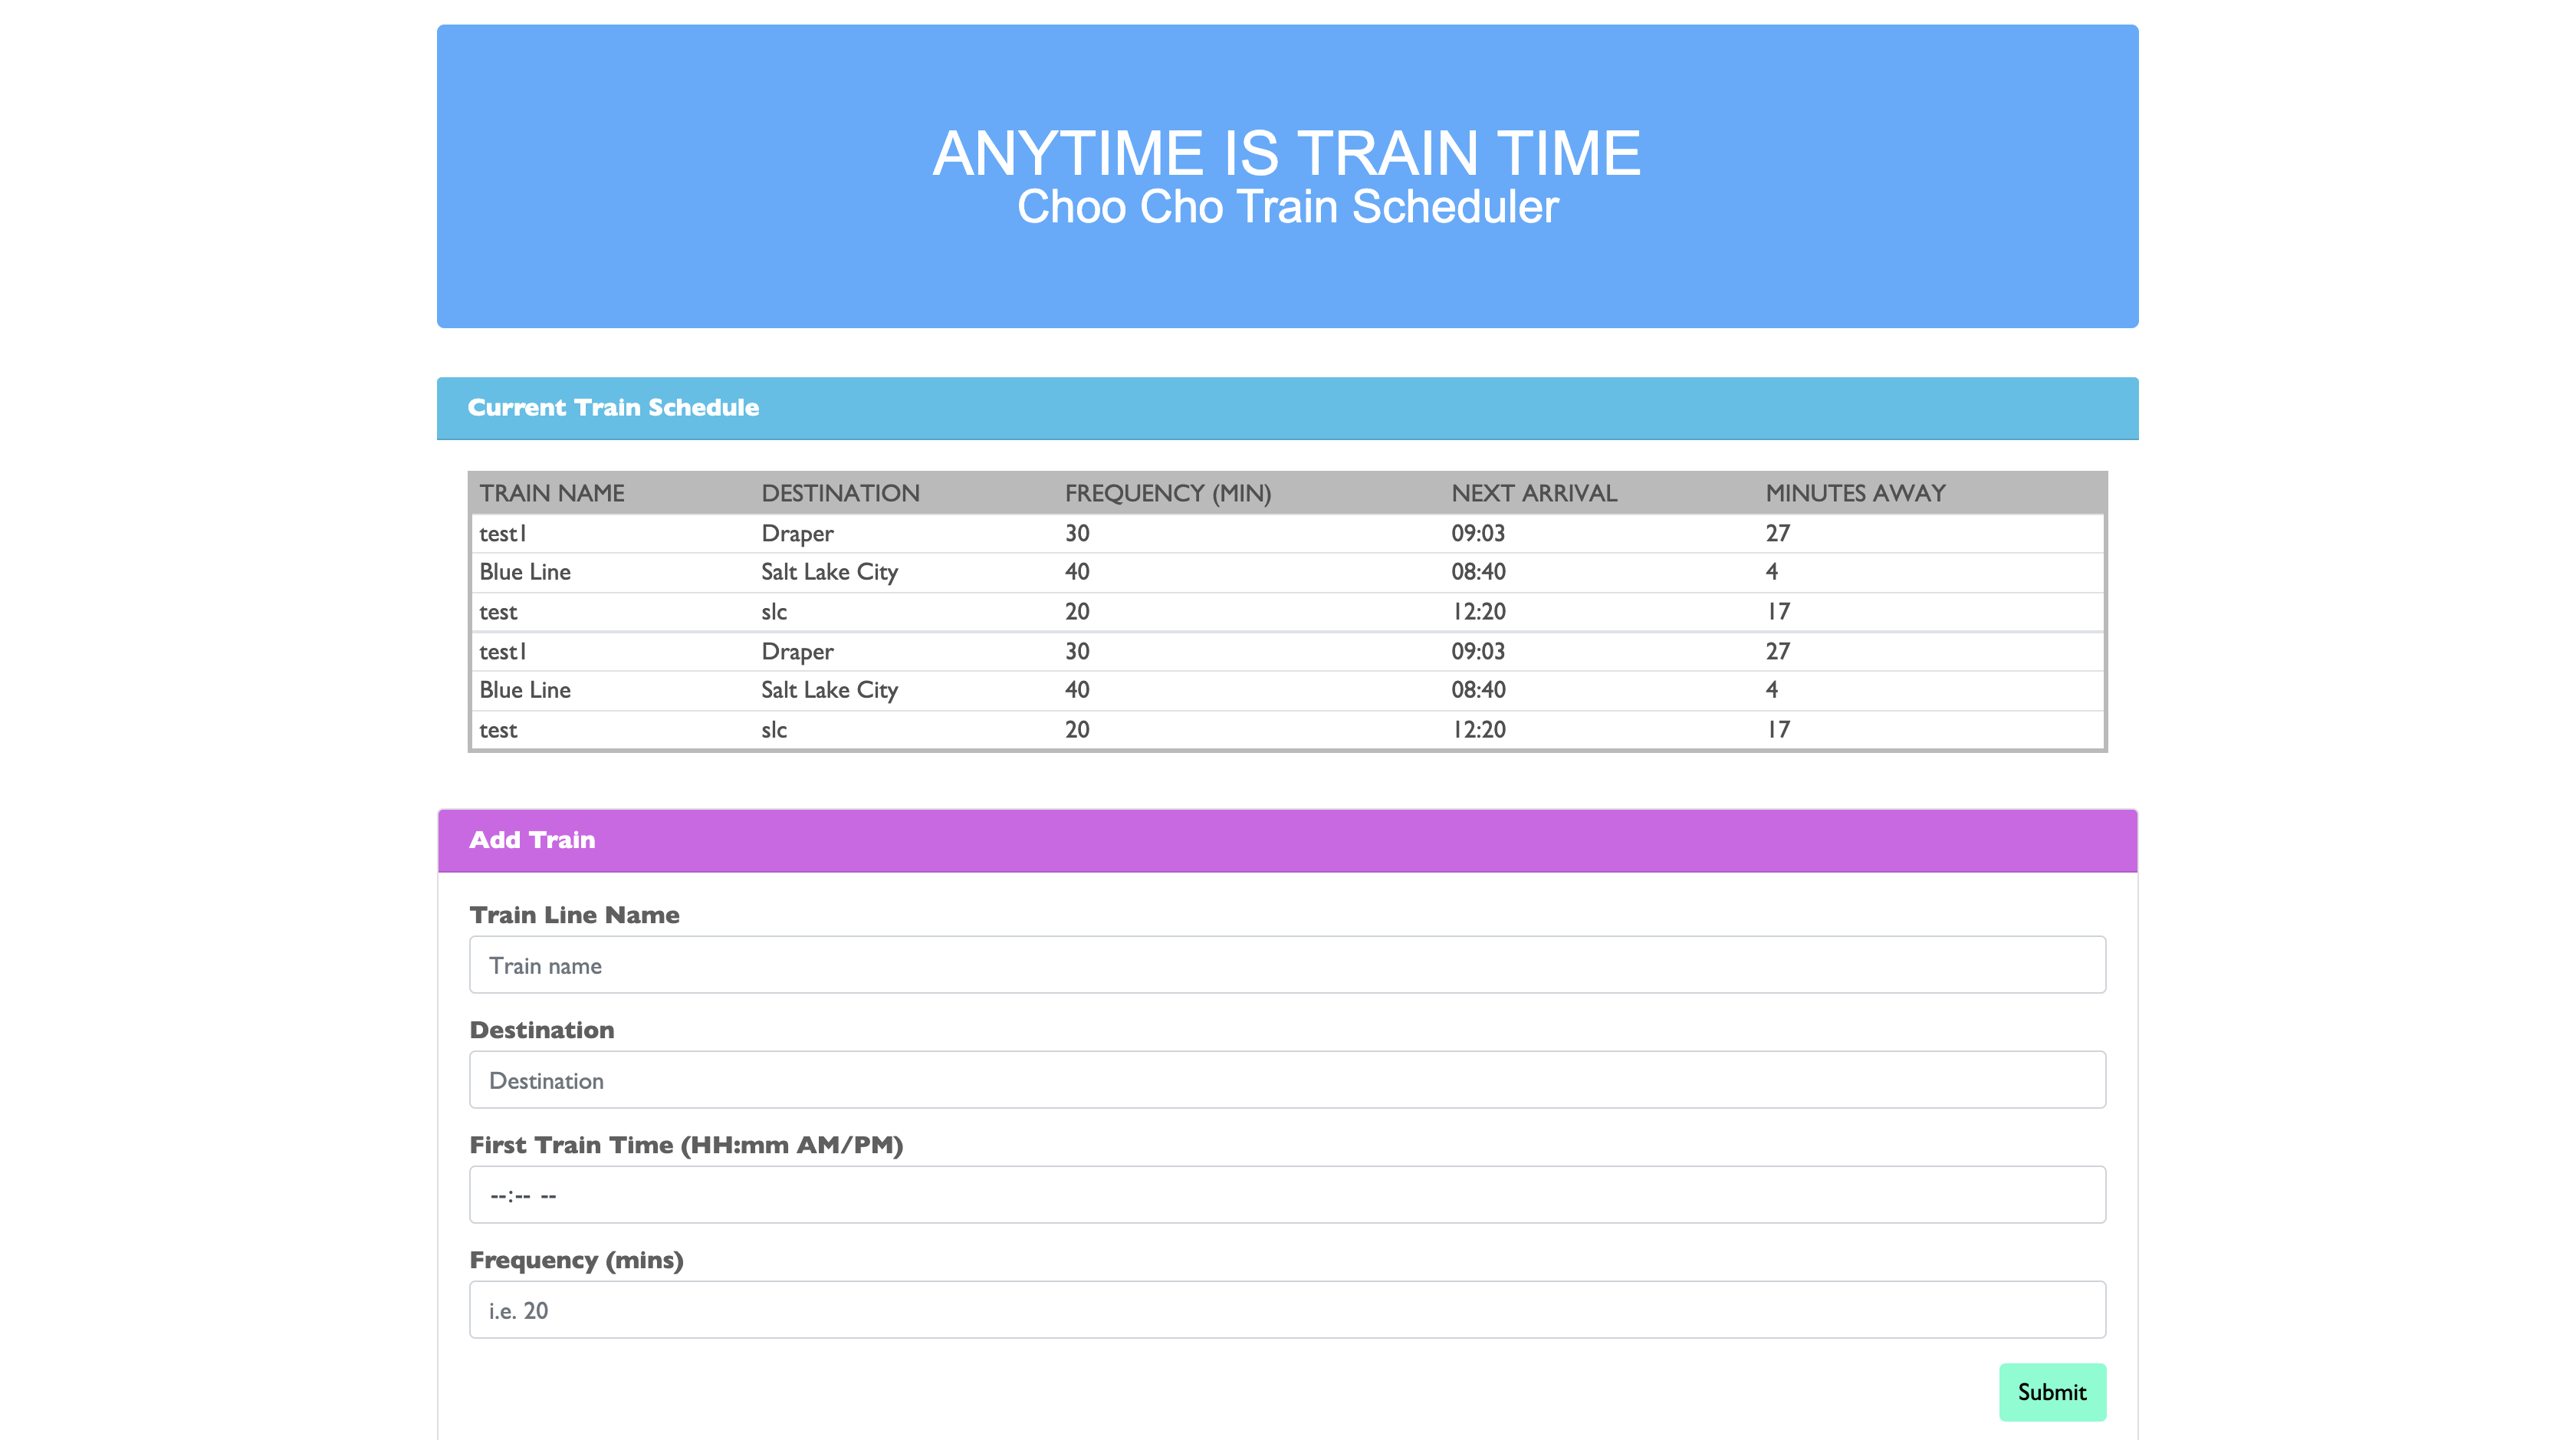 ANYTIME IS TRAIN TIME
Choo Cho Train Scheduler
Current Train Schedule
TRAIN NAME DESTINATION FREQUENCY (MIN) NEXT ARRIVAL MINUTES AWAY
test1 Draper 30 09:03 27
Blue Line Salt Lake City 40 08:40 4
test slc 20 12:20 17
test1 Draper 30 09:03 27
Blue Line Salt Lake City 40 08:40 4
test slc 20 12:20 17
Add Train
Train Line Name
Train name
Destination
Destination
First Train Time (HH:mm AM/PM)
--:-- --
Frequency (mins)
i.e. 20
Submit